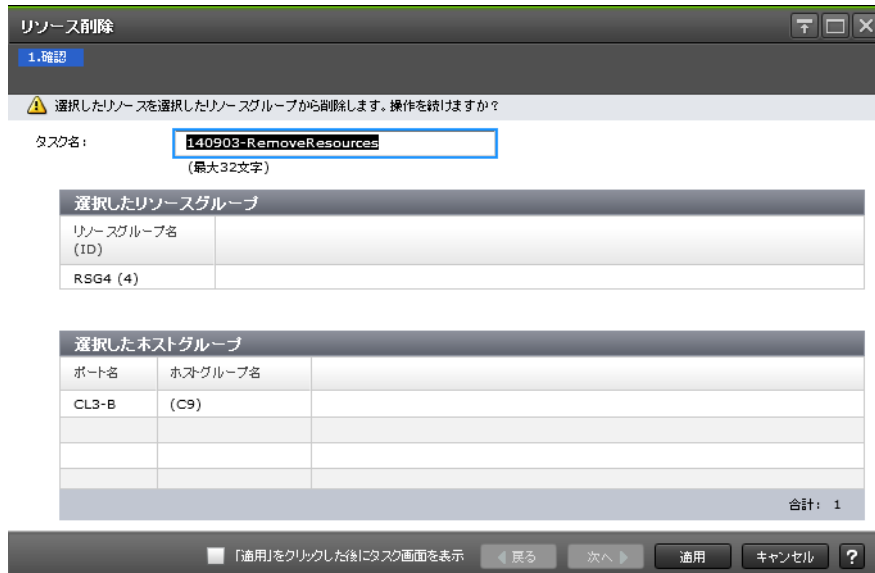 リソース削除
1.確認
選択したリソースを選択したリソースグループから削除します。操作を続けますか?
タスク名:
140903-RemoveResources
(最大32文字)
選択したリソースグループ
リソースグループ名
(ID)
RSG4 (4)
選択したホストグループ
ポート名 ホストグループ名
CL3-B (C9)
合計: 1
「適用」をクリックした後にタスク画面を表示 戻る 次へ 適用 キャンセル ?